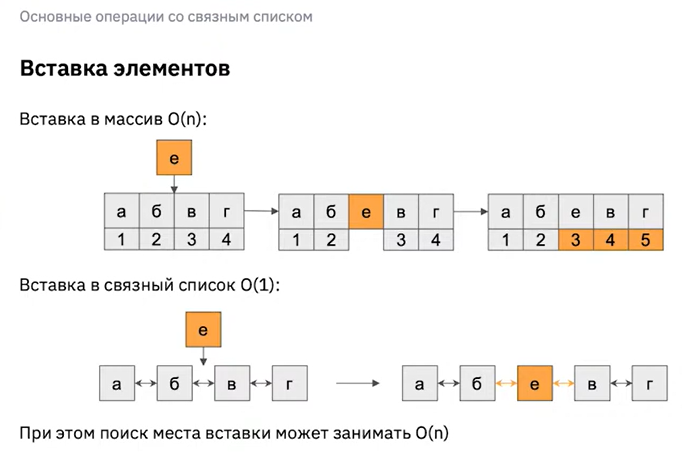 Основные операции со связным списком
Вставка элементов
Вставка в массив O(n):
е
а б в г а б е в г а б е в г
1 2 3 4 1 2 3 4 1 2 3 4 5
Вставка в связный список O(1):
е
а б в г а б е в г
При этом поиск места вставки может занимать O(n)